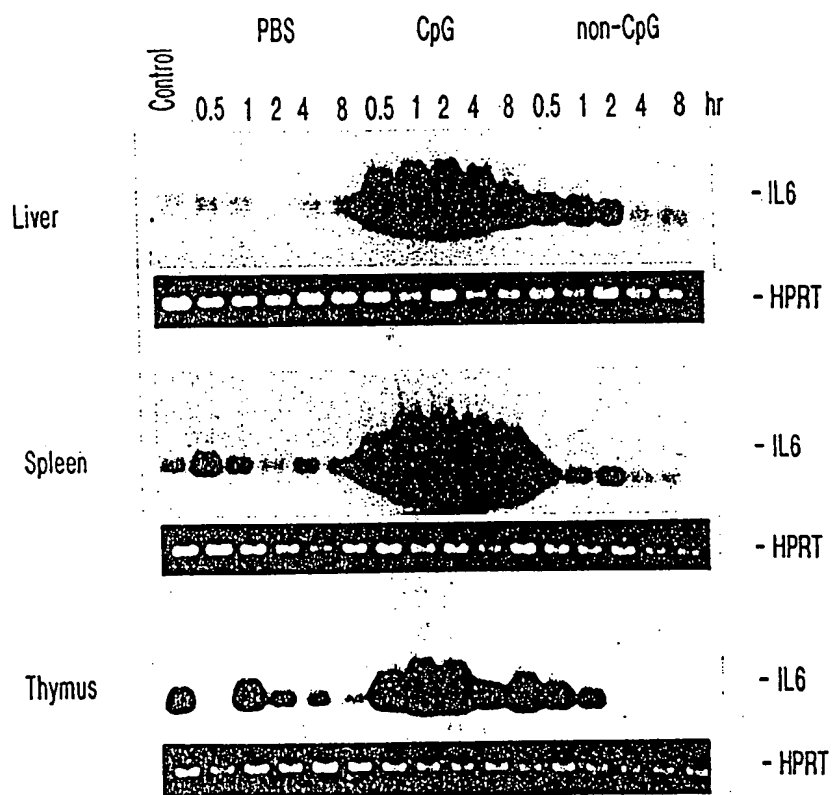 PBS CpG non-CpG
Control
0.5 1 2 4 8 0.5 1 2 4 8 0.5 1 2 4 8 hr
Liver
- IL6
- HPRT
Spleen
- IL6
- HPRT
Thymus
- IL6
- HPRT